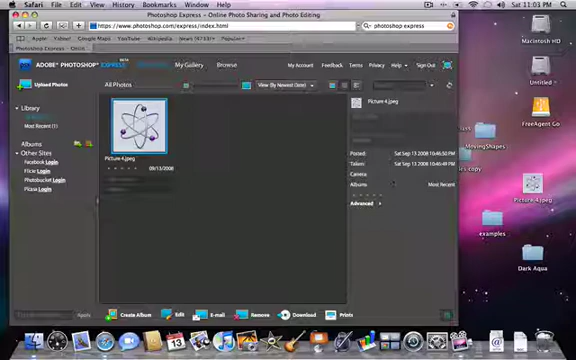 Safari File Edit View History Bookmarks Window Help
Sat 11:03 PM
Photoshop Express - Online Photo Sharing and Photo Editing
https://www.photoshop.com/express/index.html
photoshop express
Apple Yahoo! Google Maps YouTube Wikipedia News (9783) Popular
Photoshop Express - Onli...
ADOBE® PHOTOSHOP® EXPRESS My Gallery Browse My Account Feedback Terms Privacy Help Sign Out
Upload Photos
All Photos
View (By Newest Date)
Library
Most Recent (1)
Albums
Other Sites
Facebook Login
Flickr Login
Photobucket Login
Picasa Login
Picture 4.jpeg
09/13/2008
Picture 4.jpeg
Posted: Sat Sep 13 2008 10:46:50 PM
Taken: Sat Sep 13 2008 10:46:49 PM
Camera:
Albums Most Recent
Advanced
Create Album Edit E-mail Remove Download Prints
Macintosh HD
Untitled
FreeAgent Go
MovingShapes
Picture 4.jpeg
examples
Dark Aqua